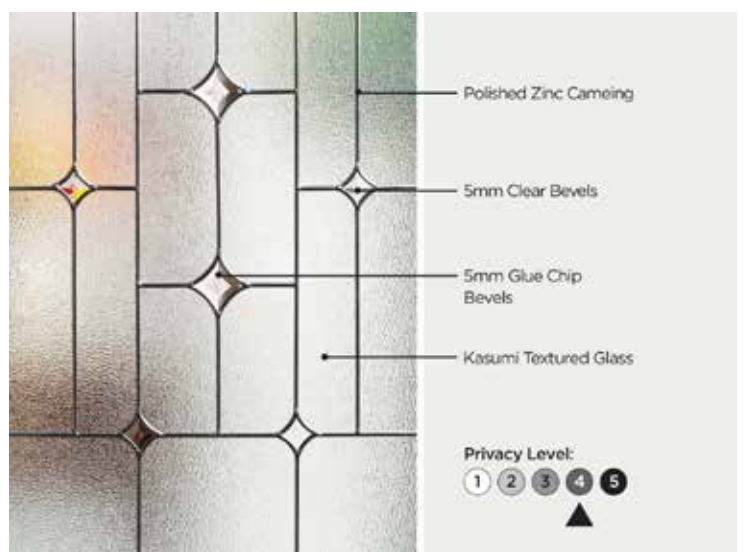 Polished Zinc Cameing
5mm Clear Bevels
5mm Glue Chip
Bevels
Kasumi Textured Glass
Privacy Level:
1 2 3 4 5